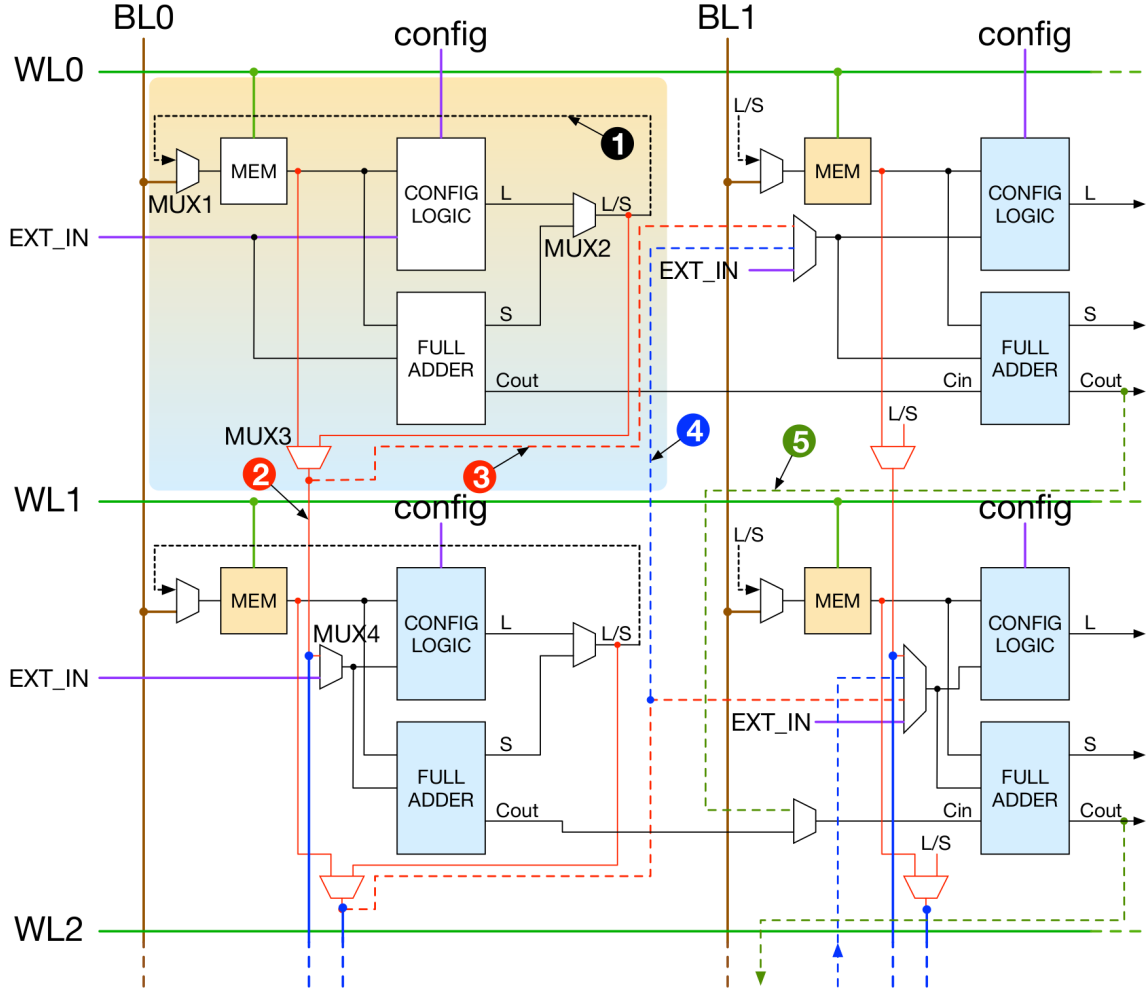 BL0
BL1
config
config
WL0
L/S
1
MEM
MEM
CONFIG
LOGIC
CONFIG
LOGIC
L
L
MUX1
L/S
EXT_IN
MUX2
EXT_IN
S
S
FULL
ADDER
FULL
ADDER
Cout
Cin
Cout
L/S
MUX3
4
5
2
3
WL1
config
config
L/S
MEM
MEM
CONFIG
LOGIC
CONFIG
LOGIC
L
L
MUX4
L/S
EXT_IN
EXT_IN
S
S
FULL
ADDER
FULL
ADDER
Cout
Cin
Cout
L/S
WL2